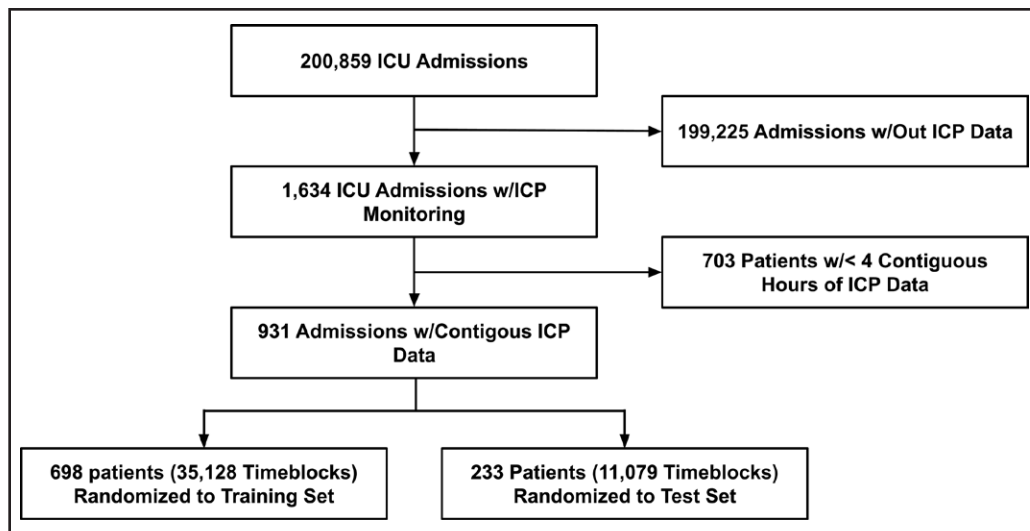 200,859 ICU Admissions
199,225 Admissions w/Out ICP Data
1,634 ICU Admissions w/ICP
Monitoring
703 Patients w/< 4 Contiguous
Hours of ICP Data
931 Admissions w/Contigous ICP
Data
698 patients (35,128 Timeblocks)
Randomized to Training Set
233 Patients (11,079 Timeblocks)
Randomized to Test Set